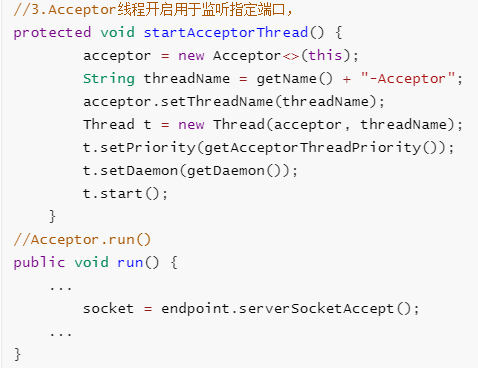 //3.Acceptor线程开启用于监听指定端口，
protected void startAcceptorThread() {
        acceptor = new Acceptor<>(this);
        String threadName = getName() + "-Acceptor";
        acceptor.setThreadName(threadName);
        Thread t = new Thread(acceptor, threadName);
        t.setPriority(getAcceptorThreadPriority());
        t.setDaemon(getDaemon());
        t.start();
    }
//Acceptor.run()
public void run() {
    ...
        socket = endpoint.serverSocketAccept();
    ...
}